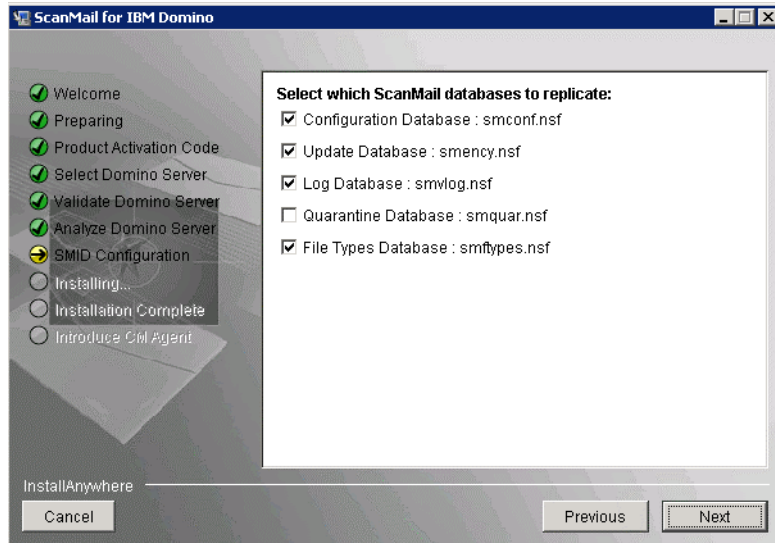 ScanMail for IBM Domino
Welcome
Preparing
Product Activation Code
Select Domino Server
Validate Domino Server
Analyze Domino Server
SMID Configuration
Installing...
Installation Complete
Introduce CM Agent
Select which ScanMail databases to replicate:
Configuration Database : smconf.nsf
Update Database : smency.nsf
Log Database : smvlog.nsf
Quarantine Database : smquar.nsf
File Types Database : smftypes.nsf
InstallAnywhere
Cancel
Previous
Next